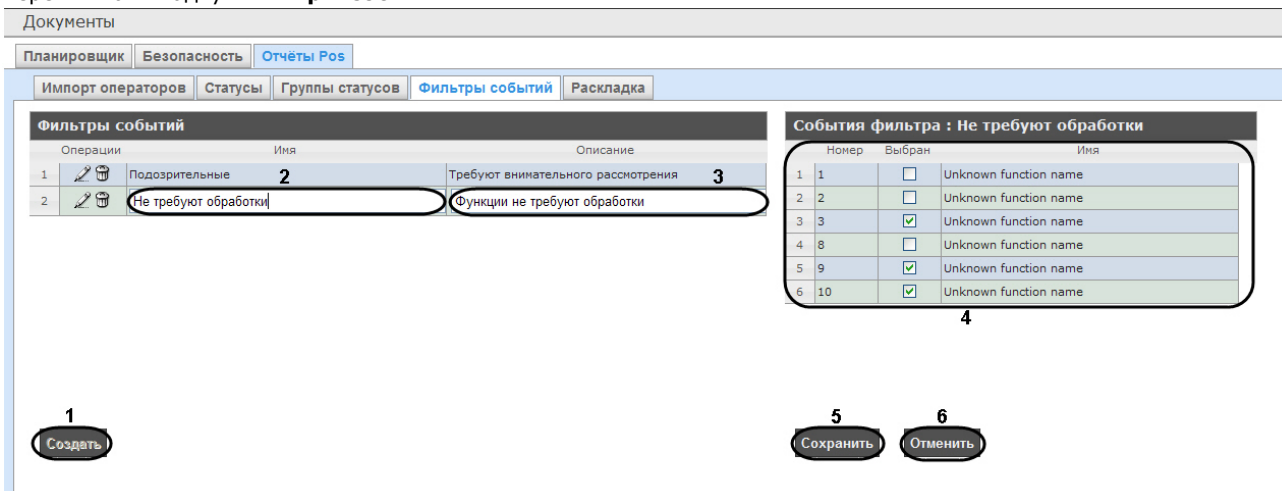 Документы
Планировщик Безопасность Отчёты Pos
Импорт операторов Статусы Группы статусов Фильтры событий Раскладка
Фильтры событий
Операции Имя Описание
1 Подозрительные 2 Требуют внимательного рассмотрения 3
2 Не требуют обработки Функции не требуют обработки
События фильтра : Не требуют обработки
Номер Выбран Имя
1 1 Unknown function name
2 2 Unknown function name
3 3 Unknown function name
4 8 Unknown function name
5 9 Unknown function name
6 10 Unknown function name
4
1
Создать
5 6
Сохранить Отменить